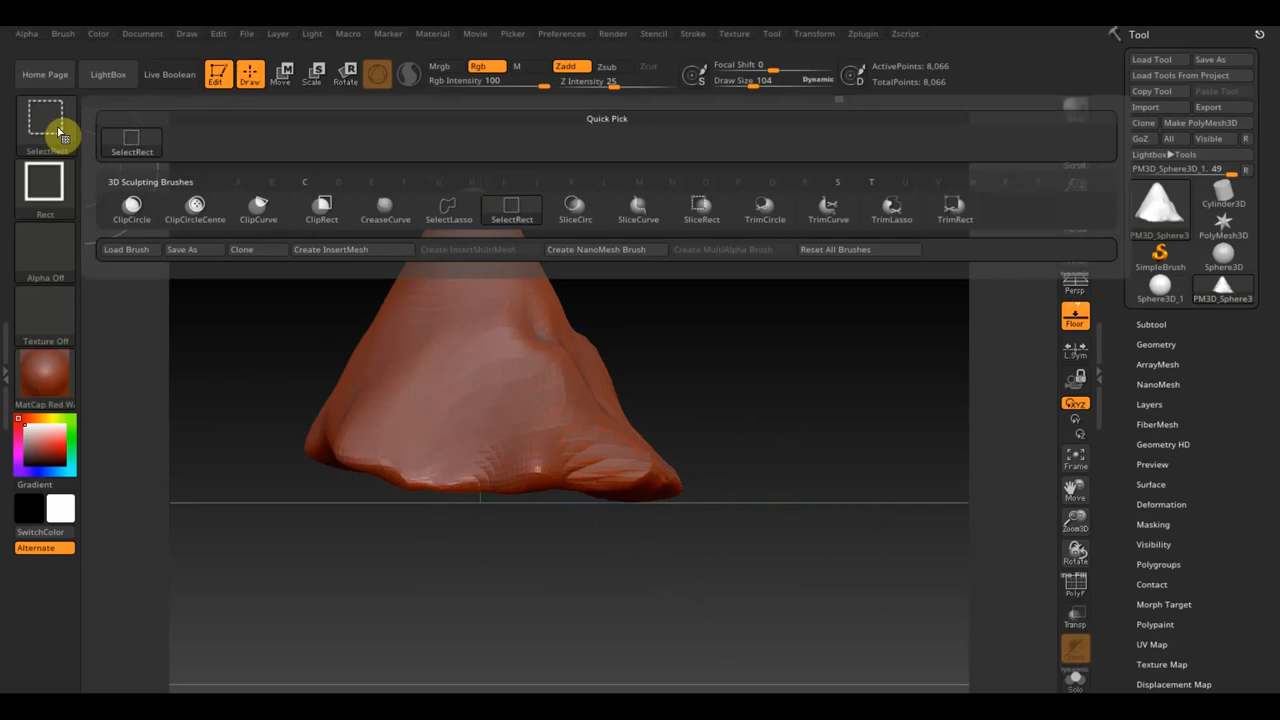 Alpha Brush Color Document Draw Edit File Layer Light Macro Marker Material Movie Picker Preferences Render Stencil Stroke Texture Tool Transform Zplugin Zscript
Tool
Home Page LightBox Live Boolean Edit Draw Move Scale Rotate
Mrgb Rgb M Zadd Zsub Zcut
Rgb Intensity 100 Z Intensity 25
Focal Shift 0
Draw Size 104 Dynamic
ActivePoints: 8,066
TotalPoints: 8,066
Load Tool Save As
Load Tools From Project
Copy Tool Paste Tool
Import Export
Clone Make PolyMesh3D
GoZ All Visible R
Lightbox▶Tools
PM3D_Sphere3D_1. 49 R
PM3D_Sphere3
Cylinder3D
PolyMesh3D
SimpleBrush
Sphere3D
Sphere3D_1
PM3D_Sphere3
SelectRect
Rect
Alpha Off
Texture Off
MatCap Red W
Gradient
SwitchColor
Alternate
Quick Pick
SelectRect
3D Sculpting Brushes C S T
ClipCircle ClipCircleCente ClipCurve ClipRect CreaseCurve SelectLasso SelectRect SliceCirc SliceCurve SliceRect TrimCircle TrimCurve TrimLasso TrimRect
Load Brush Save As Clone Create InsertMesh Create InsertMultiMesh Create NanoMesh Brush Create MultiAlpha Brush Reset All Brushes
Scroll
Persp
Floor
L.Sym
XYZ
Y
Z
Frame
Move
Zoom3D
Rotate
PolyF
Transp
Solo
Subtool
Geometry
ArrayMesh
NanoMesh
Layers
FiberMesh
Geometry HD
Preview
Surface
Deformation
Masking
Visibility
Polygroups
Contact
Morph Target
Polypaint
UV Map
Texture Map
Displacement Map